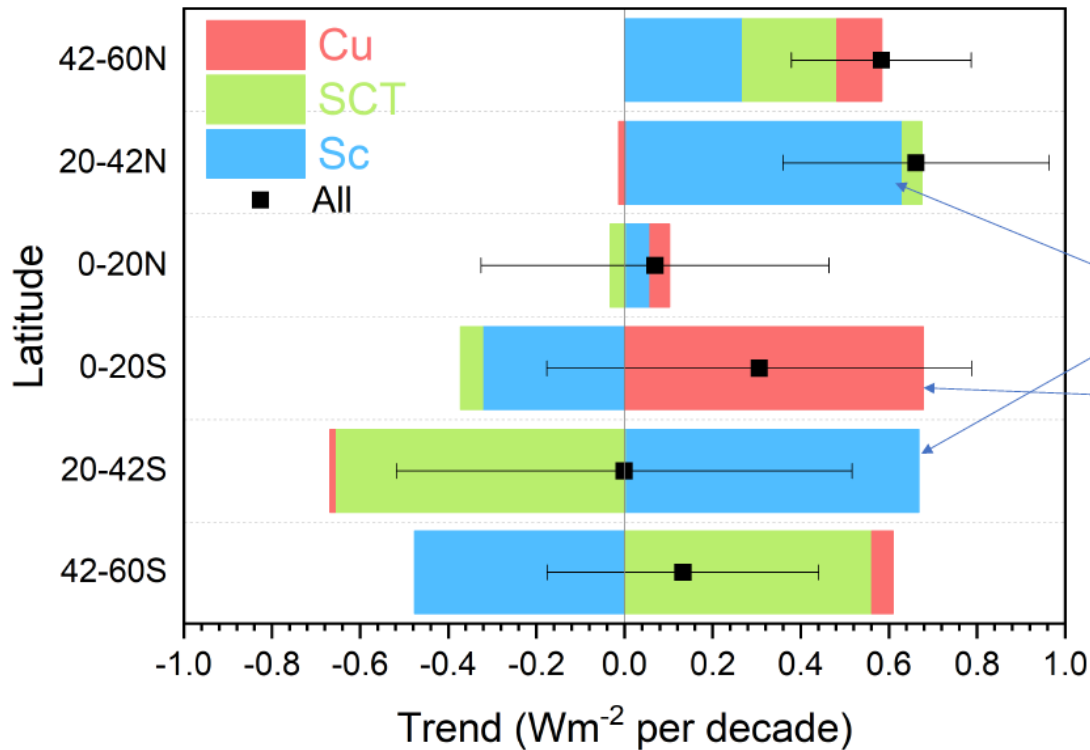 Cu
SCT
Sc
All
42-60N
20-42N
0-20N
0-20S
20-42S
42-60S
Latitude
-1.0 -0.8 -0.6 -0.4 -0.2 0.0 0.2 0.4 0.6 0.8 1.0
Trend (Wm⁻² per decade)